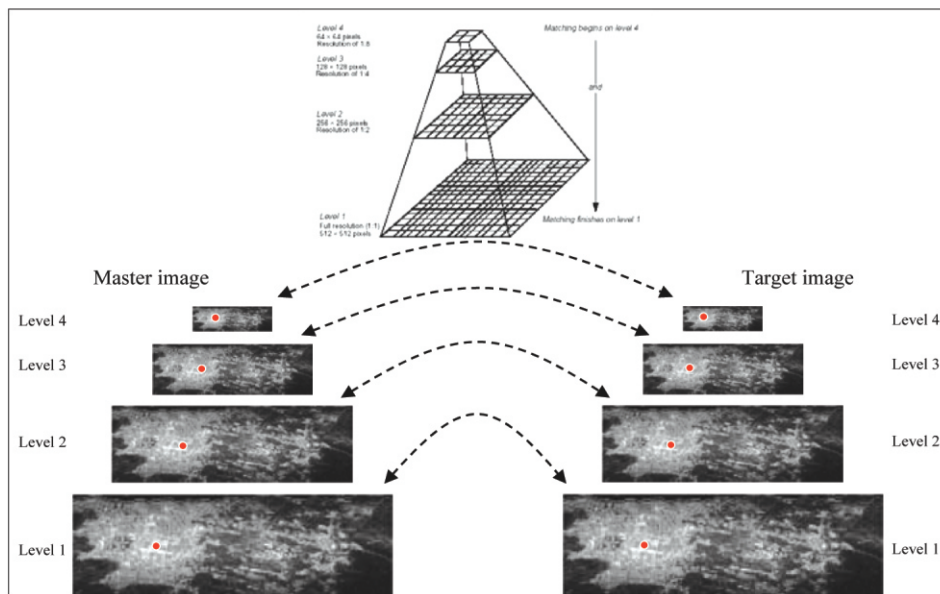 Level 4
64 × 64 pixels
Resolution of 1:8
Matching begins on level 4
Level 3
128 × 128 pixels
Resolution of 1:4
and
Level 2
256 × 256 pixels
Resolution of 1:2
Level 1
Full resolution (1:1)
512 × 512 pixels
Matching finishes on level 1
Master image
Target image
Level 4
Level 4
Level 3
Level 3
Level 2
Level 2
Level 1
Level 1